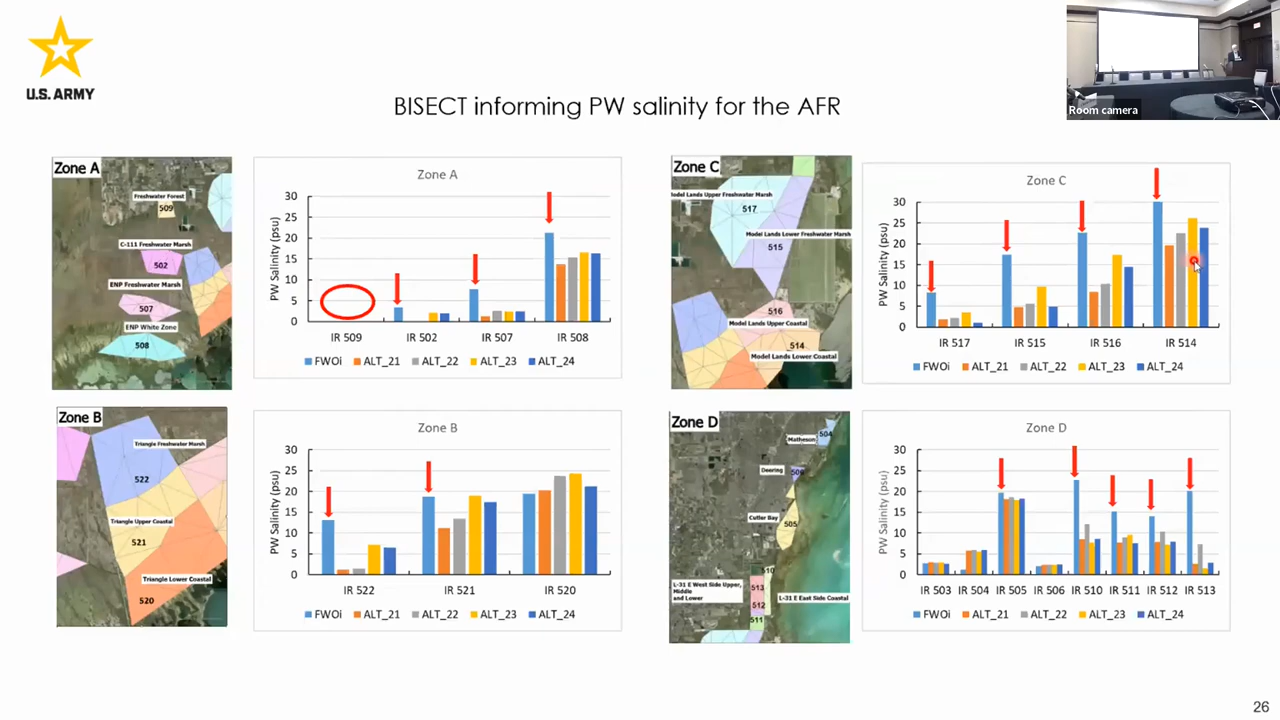 U.S. ARMY
BISECT informing PW salinity for the AFR
Room camera
Zone A
Freshwater Forest
509
C-111 Freshwater Marsh
502
ENP Freshwater Marsh
507
ENP White Zone
508
Zone A
PW Salinity (psu)
30
25
20
15
10
5
0
IR 509 IR 502 IR 507 IR 508
FWOi ALT_21 ALT_22 ALT_23 ALT_24
Zone C
Model Lands Upper Freshwater Marsh
517
Model Lands Lower Freshwater Marsh
515
516
Model Lands Upper Coastal
514
Model Lands Lower Coastal
Zone C
PW Salinity (psu)
30
25
20
15
10
5
0
IR 517 IR 515 IR 516 IR 514
FWOi ALT_21 ALT_22 ALT_23 ALT_24
Zone B
Triangle Freshwater Marsh
522
Triangle Upper Coastal
521
Triangle Lower Coastal
520
Zone B
PW Salinity (psu)
30
25
20
15
10
5
0
IR 522 IR 521 IR 520
FWOi ALT_21 ALT_22 ALT_23 ALT_24
Zone D
Matheson
504
Deering
Cutler Bay
505
510
L-31 E West Side Upper,
Middle
and Lower
513
L-31 E East Side Coastal
512
511
Zone D
PW Salinity (psu)
30
25
20
15
10
5
0
IR 503 IR 504 IR 505 IR 506 IR 510 IR 511 IR 512 IR 513
FWOi ALT_21 ALT_22 ALT_23 ALT_24
26